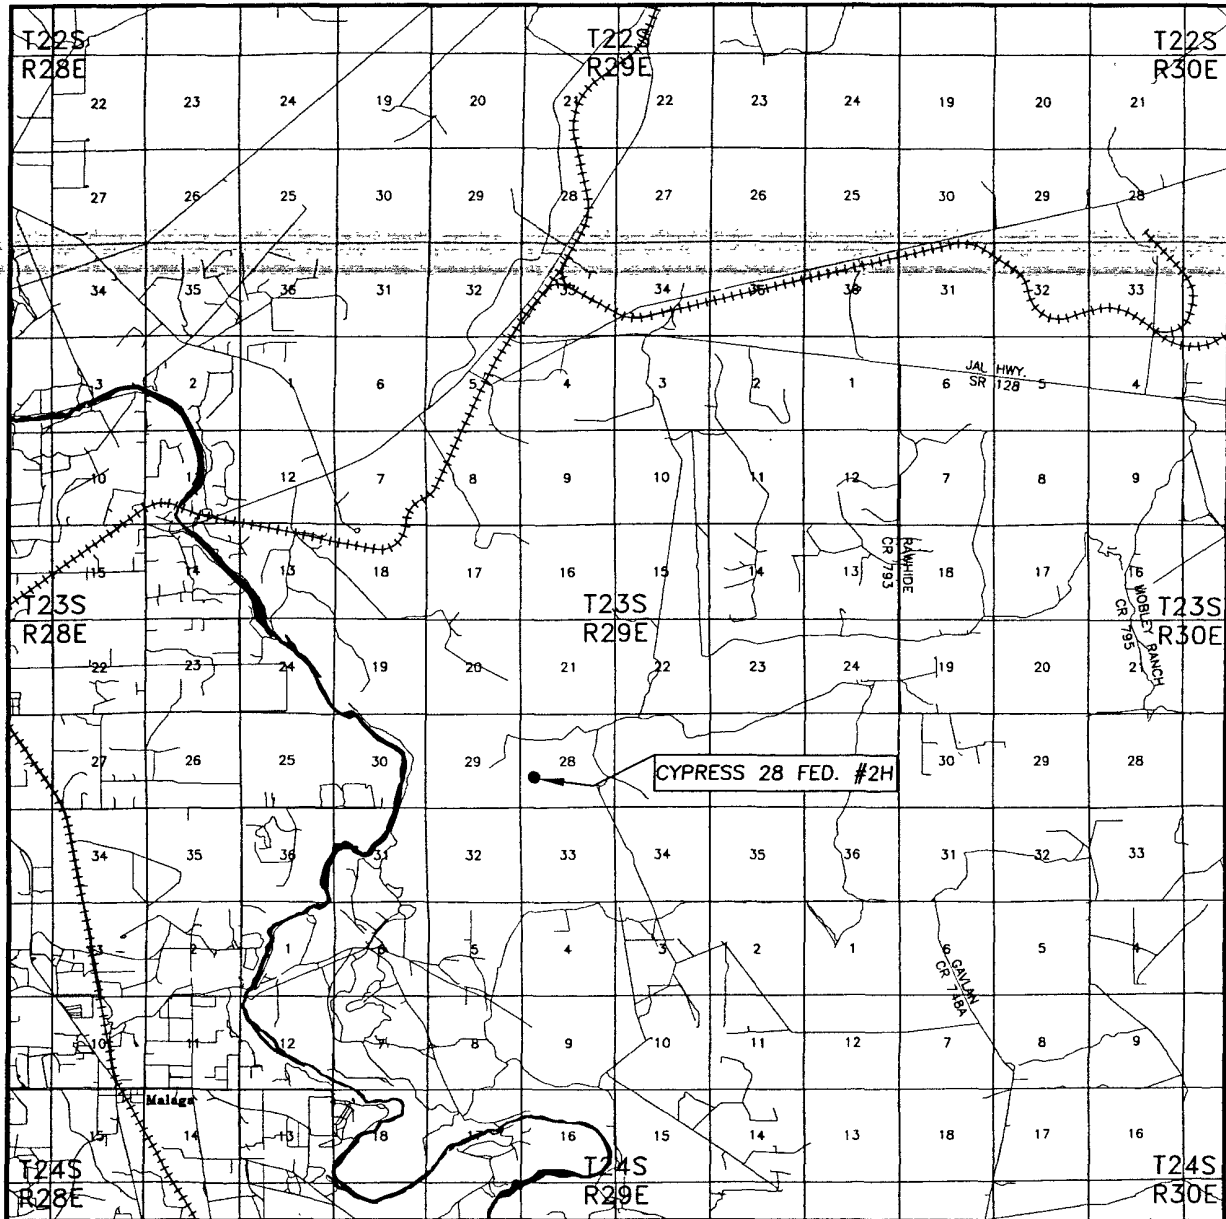 T22S T22S T22S
R28E R29E R30E
22 23 24 19 20 21 22 23 24 19 20 21
27 26 25 30 29 28 27 26 25 30 29 28
34 35 36 31 32 33 34 35 36 31 32 33
3 2 1 6 5 4 3 2 1 6 5 4
JAL HWY.
SR 128
10 11 12 7 8 9 10 11 12 7 8 9
RAWHIDE
CR 793
15 14 13 18 17 16 15 14 13 18 17 16
T23S T23S T23S
R28E R29E R30E
MOBLEY RANCH
CR 795
22 23 24 19 20 21 22 23 24 19 20 21
27 26 25 30 29 28 30 29 28
CYPRESS 28 FED. #2H
34 35 36 31 32 33 34 35 36 31 32 33
3 2 1 6 5 4 3 2 1 6 5 4
GAVILAN
CR 748A
10 11 12 7 8 9 10 11 12 7 8 9
Malaga
15 14 13 18 17 16 15 14 13 18 17 16
T24S T24S T24S
R28E R29E R30E